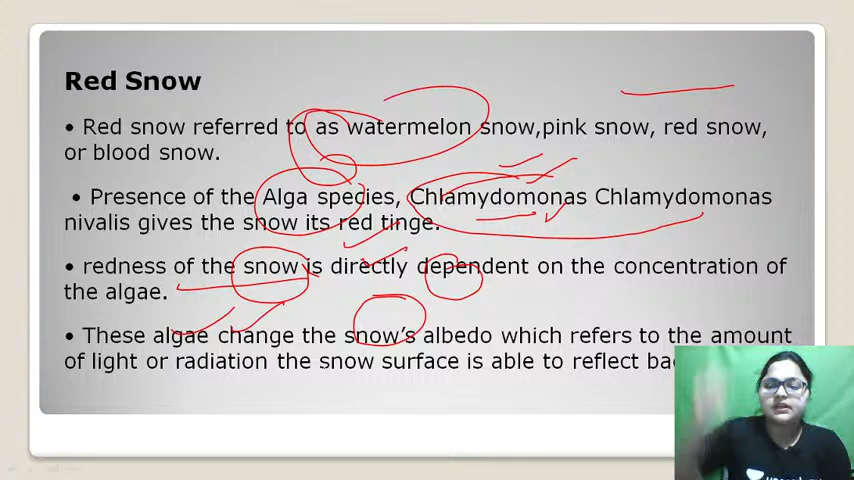 Red Snow
• Red snow referred to as watermelon snow,pink snow, red snow,
or blood snow.
• Presence of the Alga species, Chlamydomonas Chlamydomonas
nivalis gives the snow its red tinge.
• redness of the snow is directly dependent on the concentration of
the algae.
• These algae change the snow's albedo which refers to the amount
of light or radiation the snow surface is able to reflect